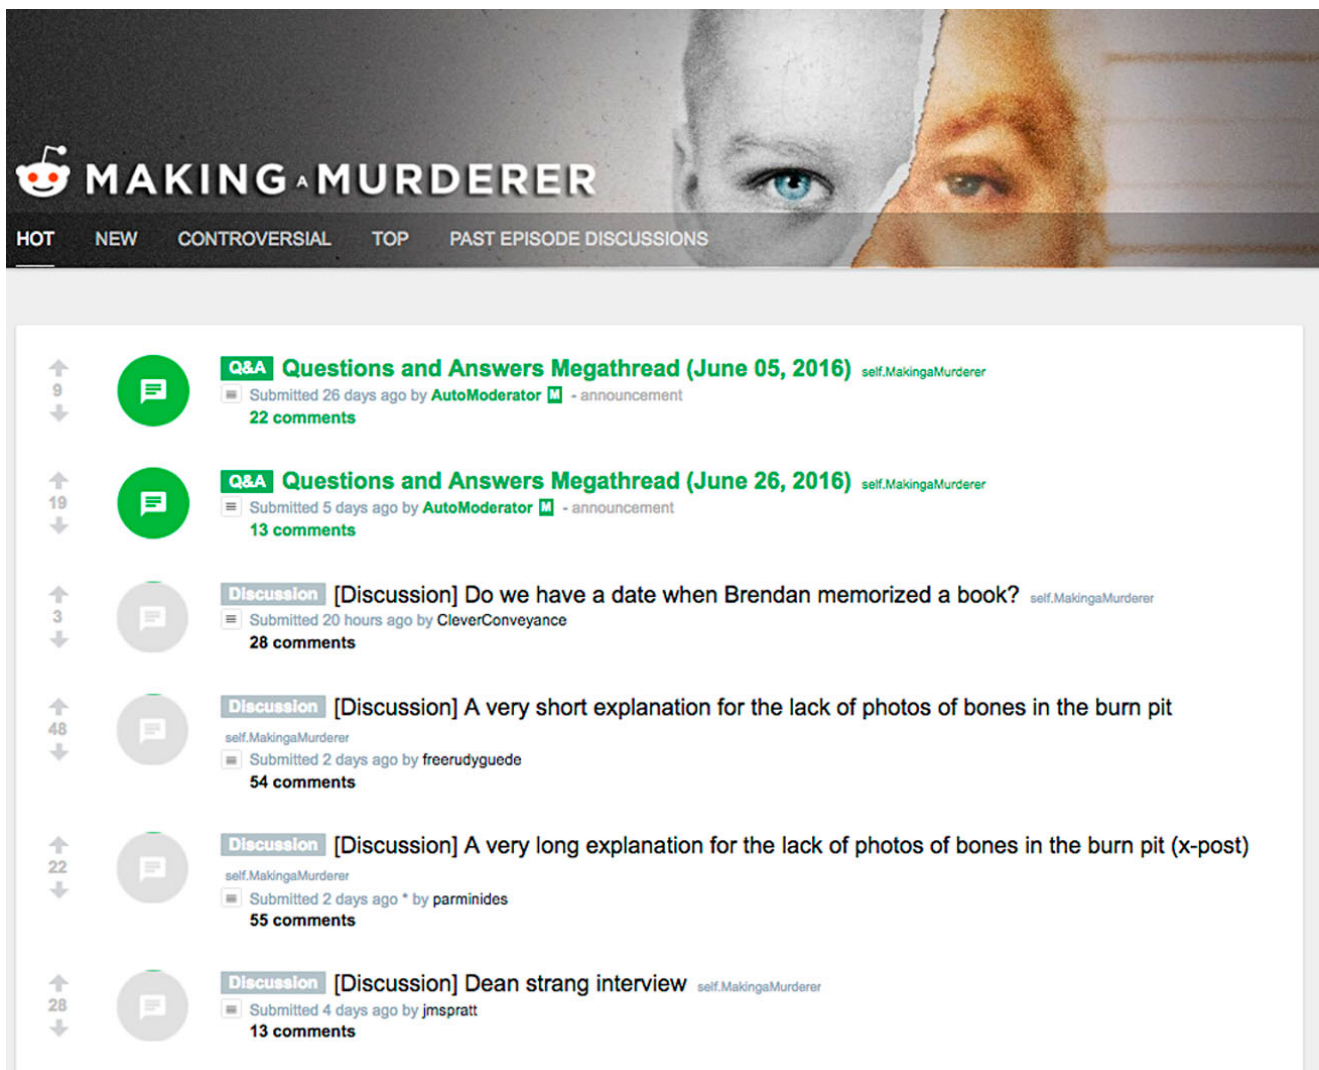 MAKING A MURDERER
HOT NEW CONTROVERSIAL TOP PAST EPISODE DISCUSSIONS
Q&A Questions and Answers Megathread (June 05, 2016) self.MakingaMurderer
9
Submitted 26 days ago by AutoModerator M - announcement
22 comments
Q&A Questions and Answers Megathread (June 26, 2016) self.MakingaMurderer
19
Submitted 5 days ago by AutoModerator M - announcement
13 comments
Discussion [Discussion] Do we have a date when Brendan memorized a book? self.MakingaMurderer
3
Submitted 20 hours ago by CleverConveyance
28 comments
Discussion [Discussion] A very short explanation for the lack of photos of bones in the burn pit
48
self.MakingaMurderer
Submitted 2 days ago by freerudyguede
54 comments
Discussion [Discussion] A very long explanation for the lack of photos of bones in the burn pit (x-post)
22
self.MakingaMurderer
Submitted 2 days ago * by parminides
55 comments
Discussion [Discussion] Dean strang interview self.MakingaMurderer
28
Submitted 4 days ago by jmspratt
13 comments